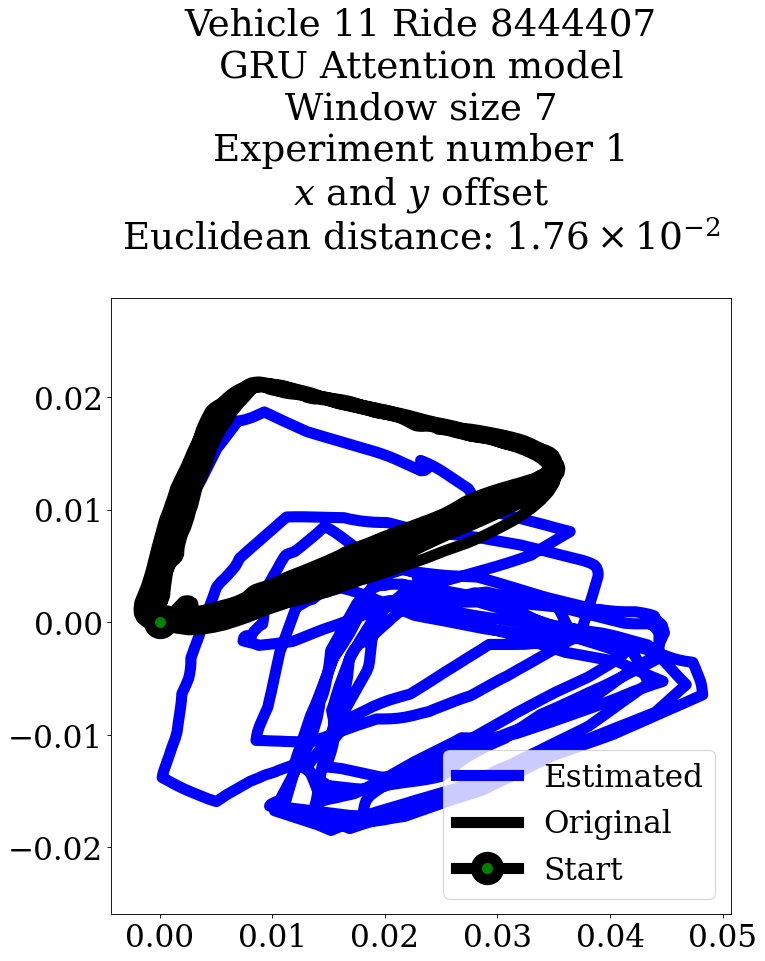 Vehicle 11 Ride 8444407
GRU Attention model
Window size 7
Experiment number 1
x and y offset
Euclidean distance: 1.76 × 10⁻²
0.02
0.01
0.00
−0.01
−0.02
Estimated
Original
Start
0.00 0.01 0.02 0.03 0.04 0.05